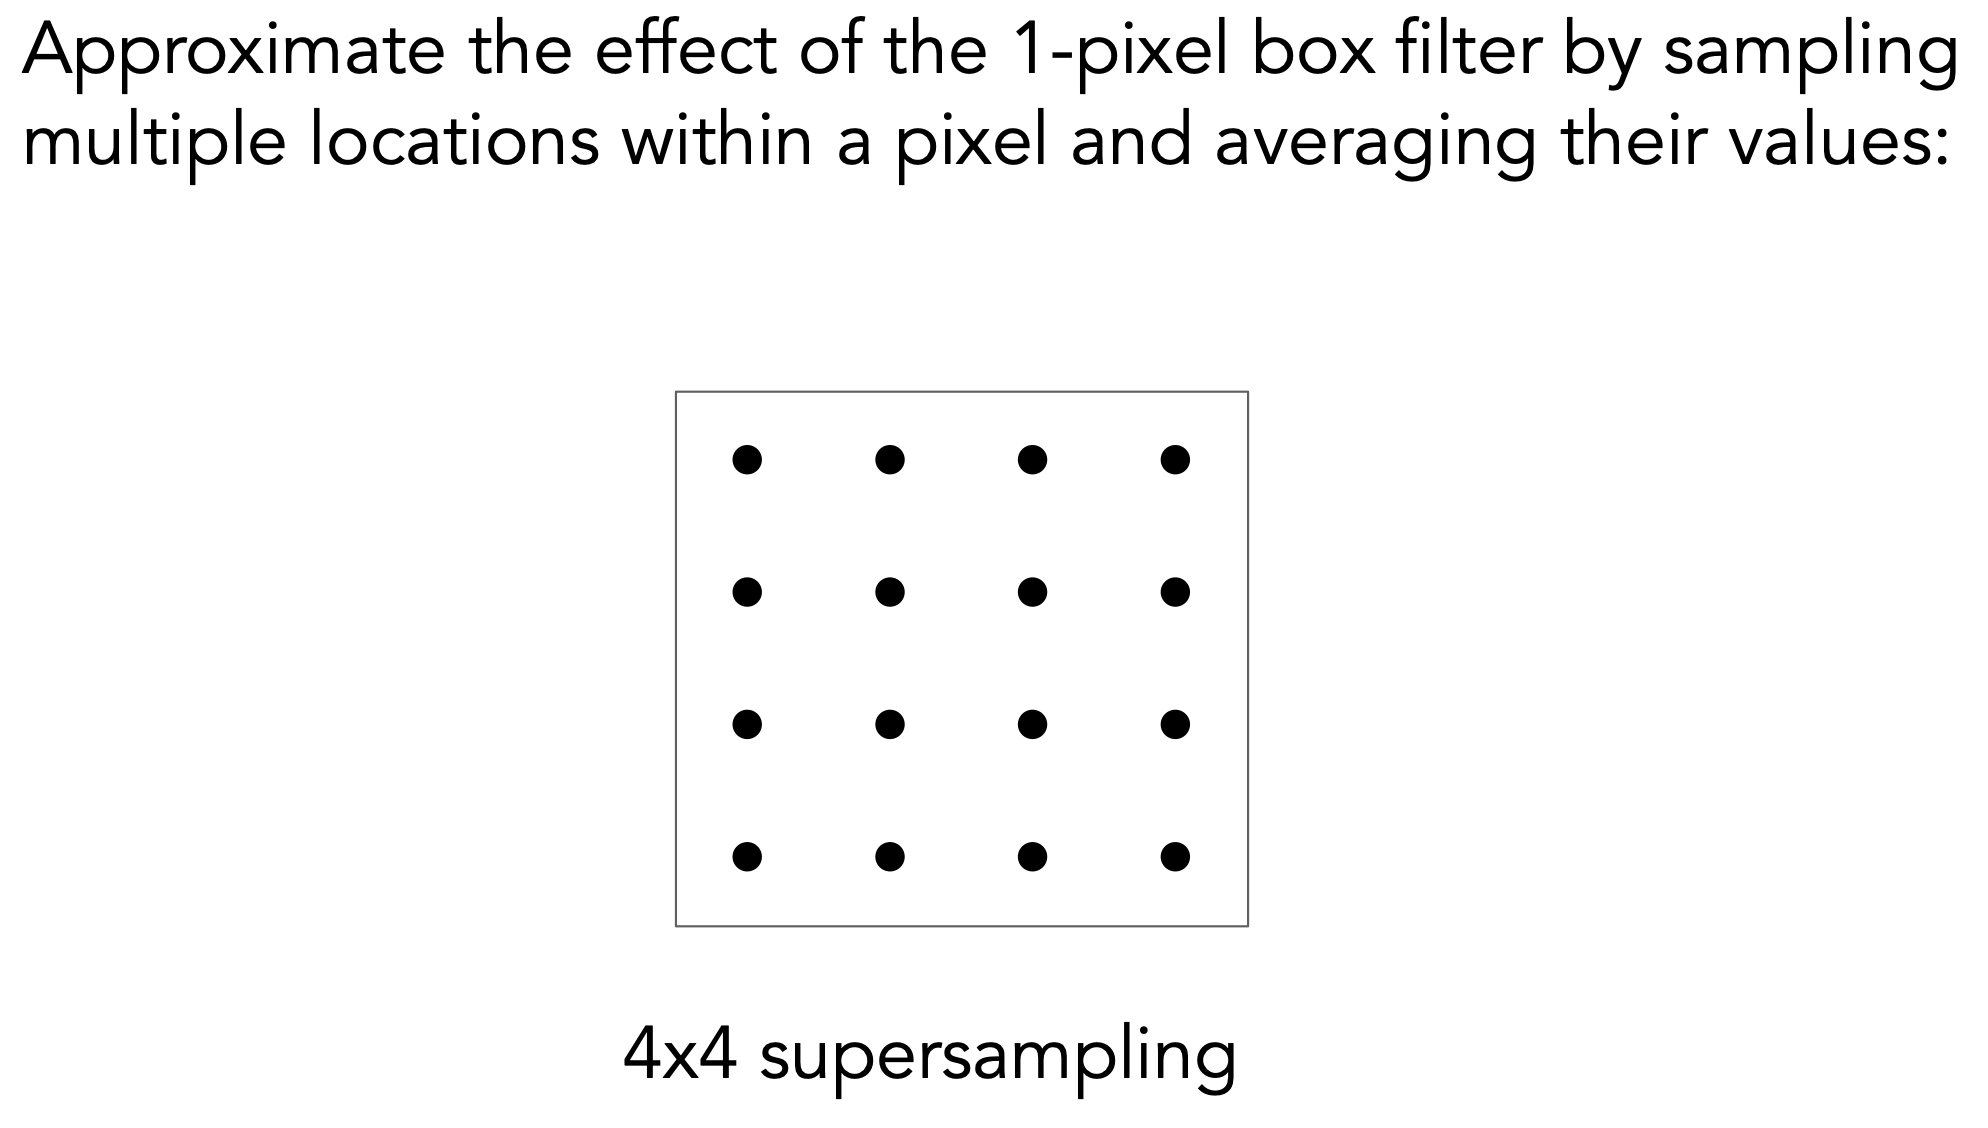 Approximate the effect of the 1-pixel box filter by sampling
multiple locations within a pixel and averaging their values:
4x4 supersampling